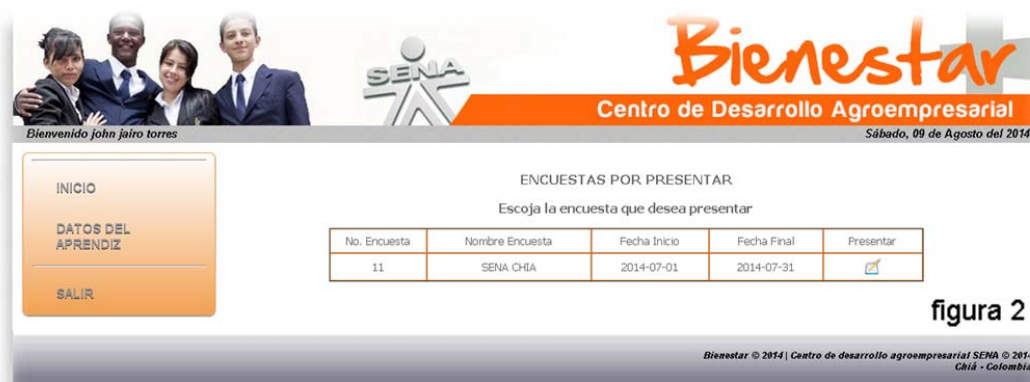 SENA
Bienestar
Centro de Desarrollo Agroempresarial
Bienvenido john jairo torres
Sábado, 09 de Agosto del 2014
INICIO
DATOS DEL
APRENDIZ
SALIR
ENCUESTAS POR PRESENTAR
Escoja la encuesta que desea presentar
No. Encuesta Nombre Encuesta Fecha Inicio Fecha Final Presentar
11 SENA CHIA 2014-07-01 2014-07-31
figura 2
Bienestar © 2014 | Centro de desarrollo agroempresarial SENA © 2014
Chiá - Colombia